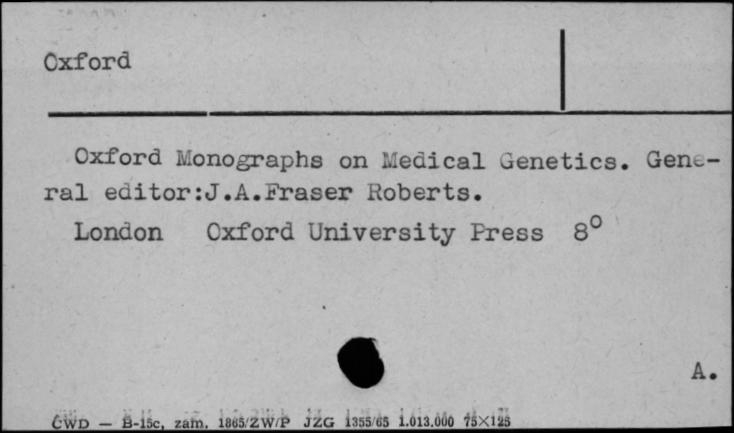 Oxford
Oxford Monographs on Medical Genetics. Gene-
ral editor:J.A.Fraser Roberts.
London Oxford University Press 8°
A.
CWD — B-15c, zam. 1865/ZW/P JZG 1355/65 1.013.000 75×125